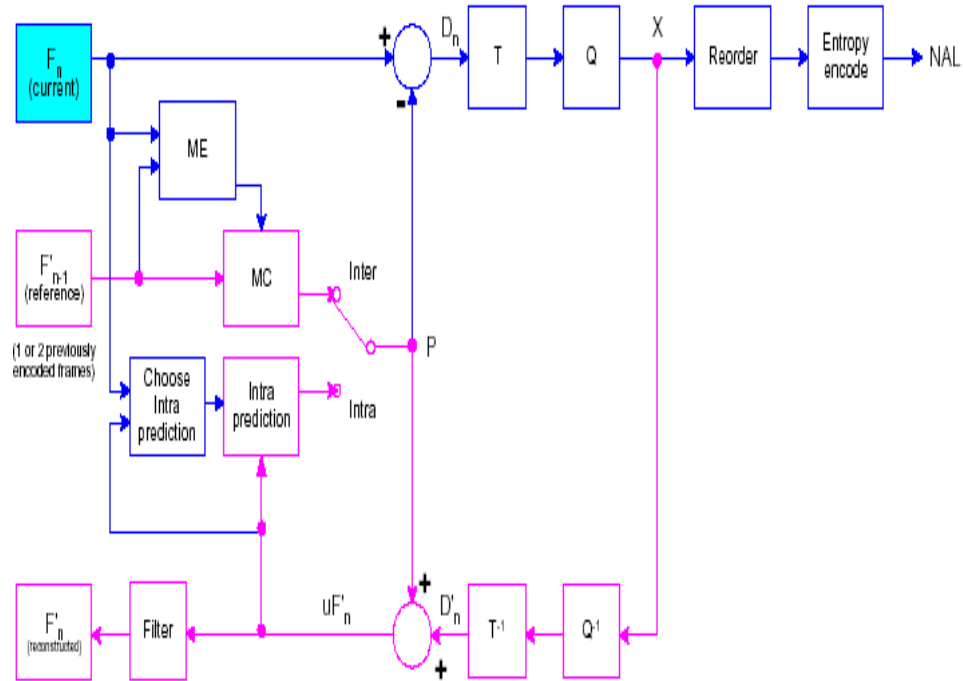 Fn
(current)
+
-
Dn
T
Q
X
Reorder
Entropy
encode
NAL
ME
F'n-1
(reference)
(1 or 2 previously
encoded frames)
MC
Inter
P
Choose
Intra
prediction
Intra
prediction
Intra
F'n
(reconstructed)
Filter
uF'n
+
+
D'n
T-1
Q-1